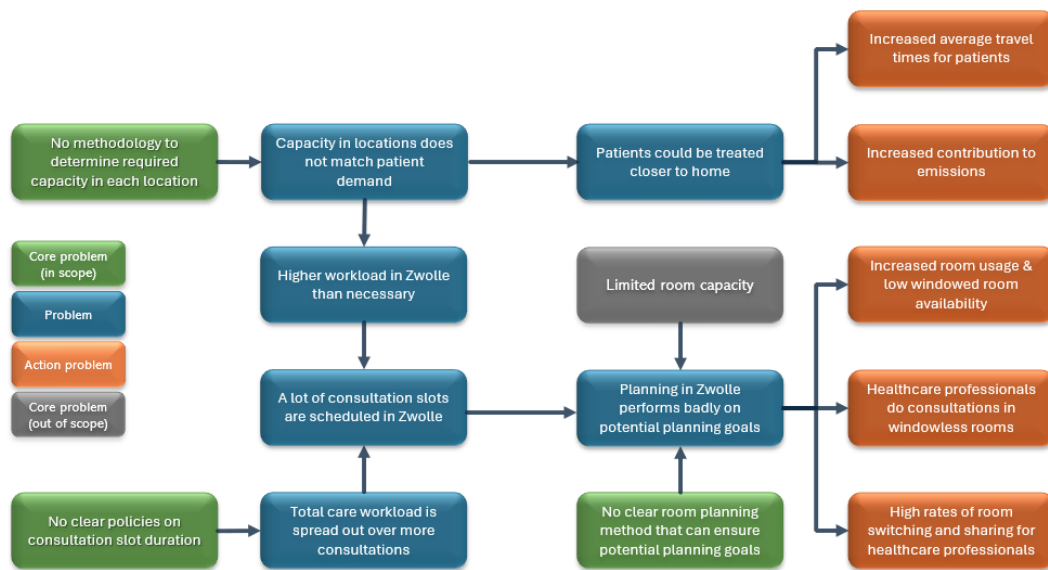 Increased average travel
times for patients
No methodology to
determine required
capacity in each location
Capacity in locations does
not match patient
demand
Patients could be treated
closer to home
Increased contribution to
emissions
Core problem
(in scope)
Problem
Action problem
Core problem
(out of scope)
Higher workload in Zwolle
than necessary
Limited room capacity
Increased room usage &
low windowed room
availability
A lot of consultation slots
are scheduled in Zwolle
Planning in Zwolle
performs badly on
potential planning goals
Healthcare professionals
do consultations in
windowless rooms
No clear policies on
consultation slot duration
Total care workload is
spread out over more
consultations
No clear room planning
method that can ensure
potential planning goals
High rates of room
switching and sharing for
healthcare professionals